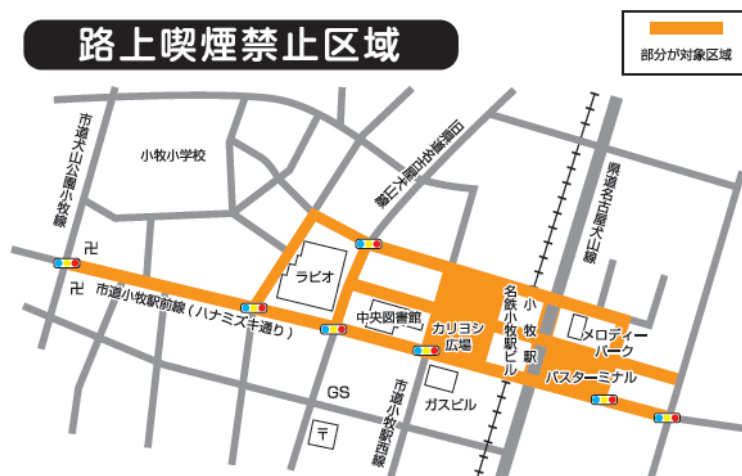 路上喫煙禁止区域
部分が対象区域
市道犬山公園小牧線
小牧小学校
旧県道名古屋犬山線
県道名古屋犬山線
卍
卍
ラピオ
市道小牧駅前線(ハナミズキ通り)
中央図書館
カリヨン
広場
名鉄小牧駅ビル
小牧駅
メロディー
パーク
バスターミナル
ガスビル
市道小牧駅西線
GS
〒